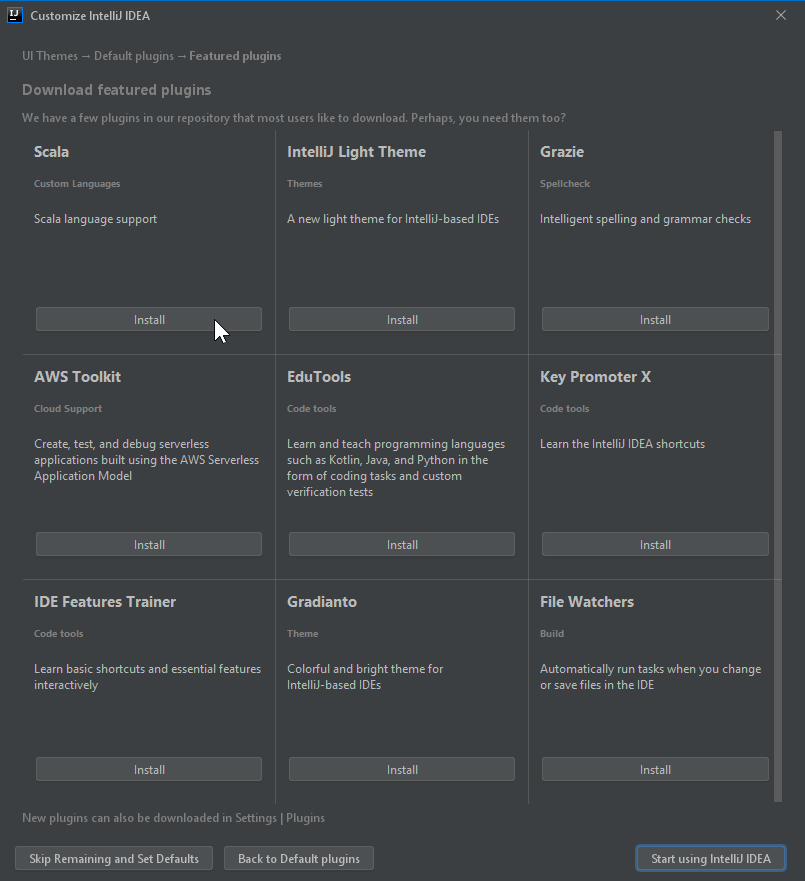 IJ
Customize IntelliJ IDEA
UI Themes → Default plugins → Featured plugins
Download featured plugins
We have a few plugins in our repository that most users like to download. Perhaps, you need them too?
Scala
Custom Languages
Scala language support
Install
IntelliJ Light Theme
Themes
A new light theme for IntelliJ-based IDEs
Install
Grazie
Spellcheck
Intelligent spelling and grammar checks
Install
AWS Toolkit
Cloud Support
Create, test, and debug serverless
applications built using the AWS Serverless
Application Model
Install
EduTools
Code tools
Learn and teach programming languages
such as Kotlin, Java, and Python in the
form of coding tasks and custom
verification tests
Install
Key Promoter X
Code tools
Learn the IntelliJ IDEA shortcuts
Install
IDE Features Trainer
Code tools
Learn basic shortcuts and essential features
interactively
Install
Gradianto
Theme
Colorful and bright theme for
IntelliJ-based IDEs
Install
File Watchers
Build
Automatically run tasks when you change
or save files in the IDE
Install
New plugins can also be downloaded in Settings | Plugins
Skip Remaining and Set Defaults
Back to Default plugins
Start using IntelliJ IDEA